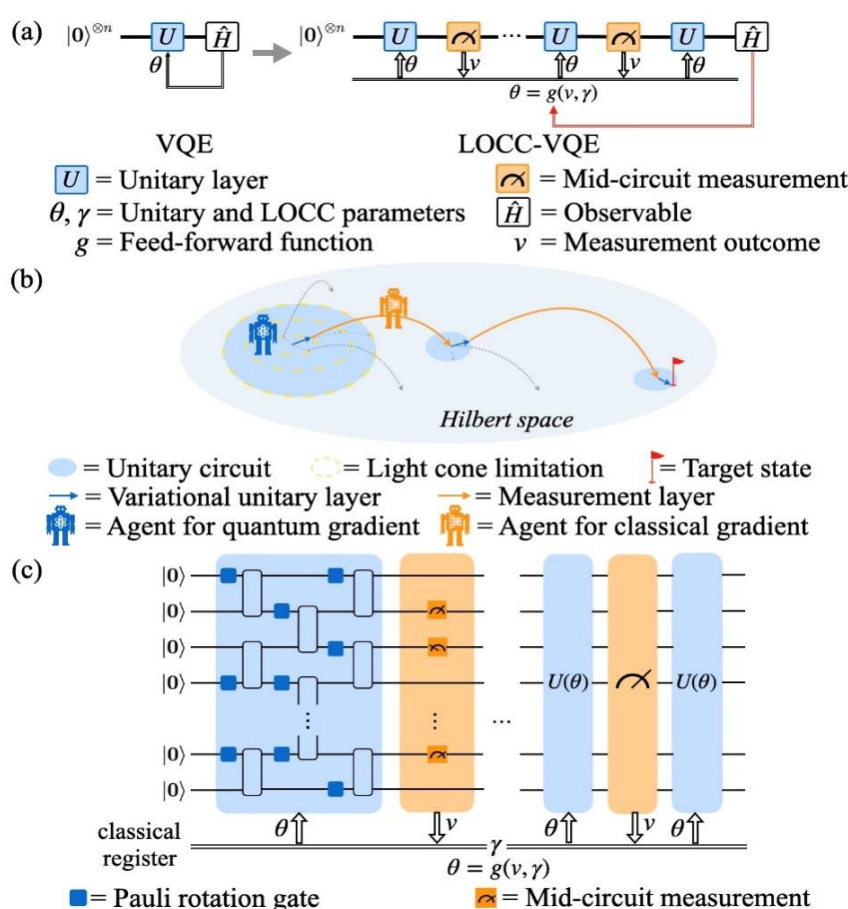 (a)
|0⟩⊗n U Ĥ |0⟩⊗n U ... U U Ĥ
θ θ v θ v θ
θ = g(v, γ)
VQE LOCC-VQE
U = Unitary layer = Mid-circuit measurement
θ, γ = Unitary and LOCC parameters Ĥ = Observable
g = Feed-forward function v = Measurement outcome
(b)
Hilbert space
= Unitary circuit = Light cone limitation = Target state
= Variational unitary layer = Measurement layer
= Agent for quantum gradient = Agent for classical gradient
(c)
|0⟩
|0⟩
|0⟩
|0⟩ U(θ) U(θ)
⋮ ⋮ ...
|0⟩
|0⟩
classical register
θ v γ θ v θ
θ = g(v, γ)
= Pauli rotation gate = Mid-circuit measurement